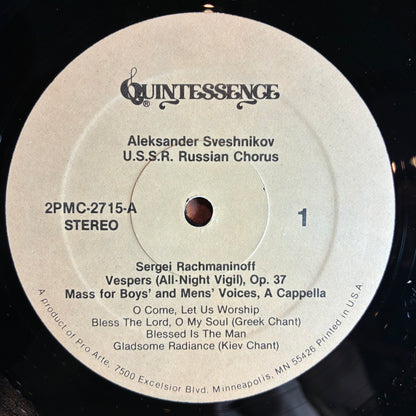 QUINTESSENCE®
Aleksander Sveshnikov
U.S.S.R. Russian Chorus
2PMC-2715-A
STEREO
1
Sergei Rachmaninoff
Vespers (All-Night Vigil), Op. 37
Mass for Boys' and Mens' Voices, A Cappella
O Come, Let Us Worship
Bless The Lord, O My Soul (Greek Chant)
Blessed Is The Man
Gladsome Radiance (Kiev Chant)
A product of Pro Arte, 7500 Excelsior Blvd. Minneapolis, MN 55426 Printed in U.S.A